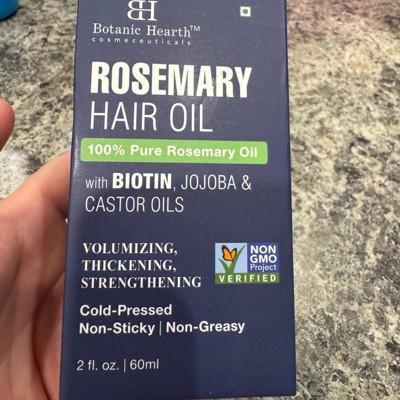 BH
Botanic Hearth™
cosmeceuticals
ROSEMARY
HAIR OIL
100% Pure Rosemary Oil
with BIOTIN, JOJOBA &
CASTOR OILS
VOLUMIZING,
THICKENING,
STRENGTHENING
NON
GMO
Project
VERIFIED
Cold-Pressed
Non-Sticky | Non-Greasy
2 fl. oz. | 60ml